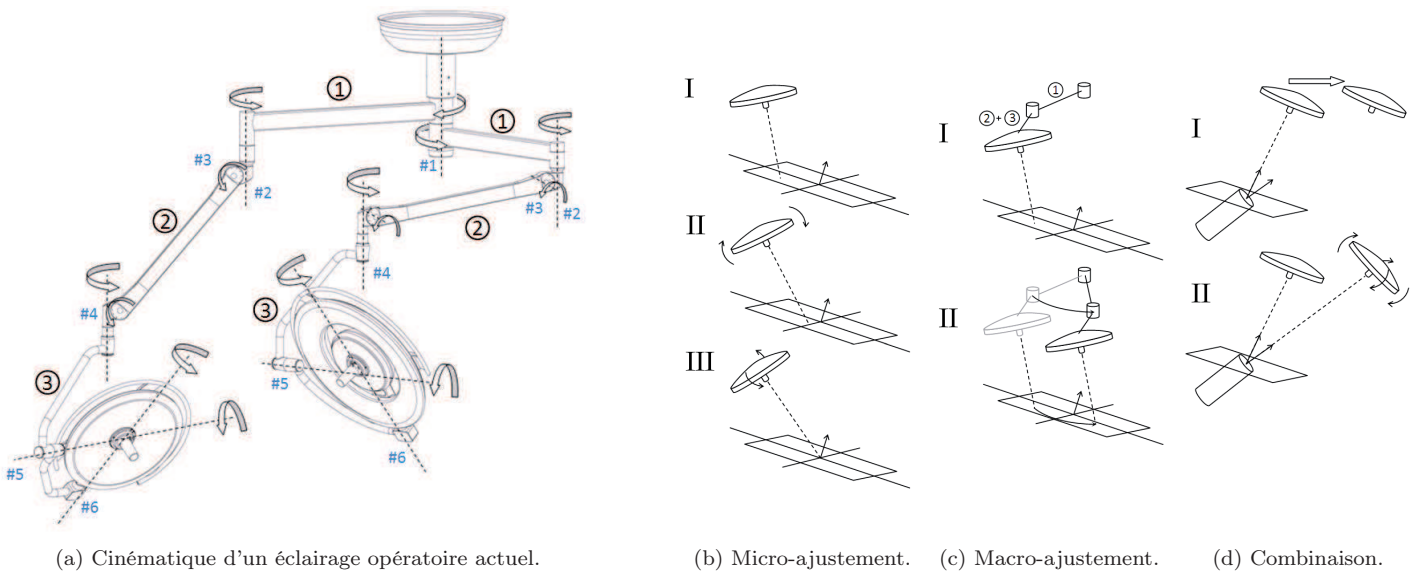 ①
①
#1
#3
#2
#3
#2
②
②
#4
#4
③
③
#5
#6
#5
#6
(a) Cinématique d'un éclairage opératoire actuel.
I
II
III
(b) Micro-ajustement.
①
②+③
I
II
(c) Macro-ajustement.
I
II
(d) Combinaison.